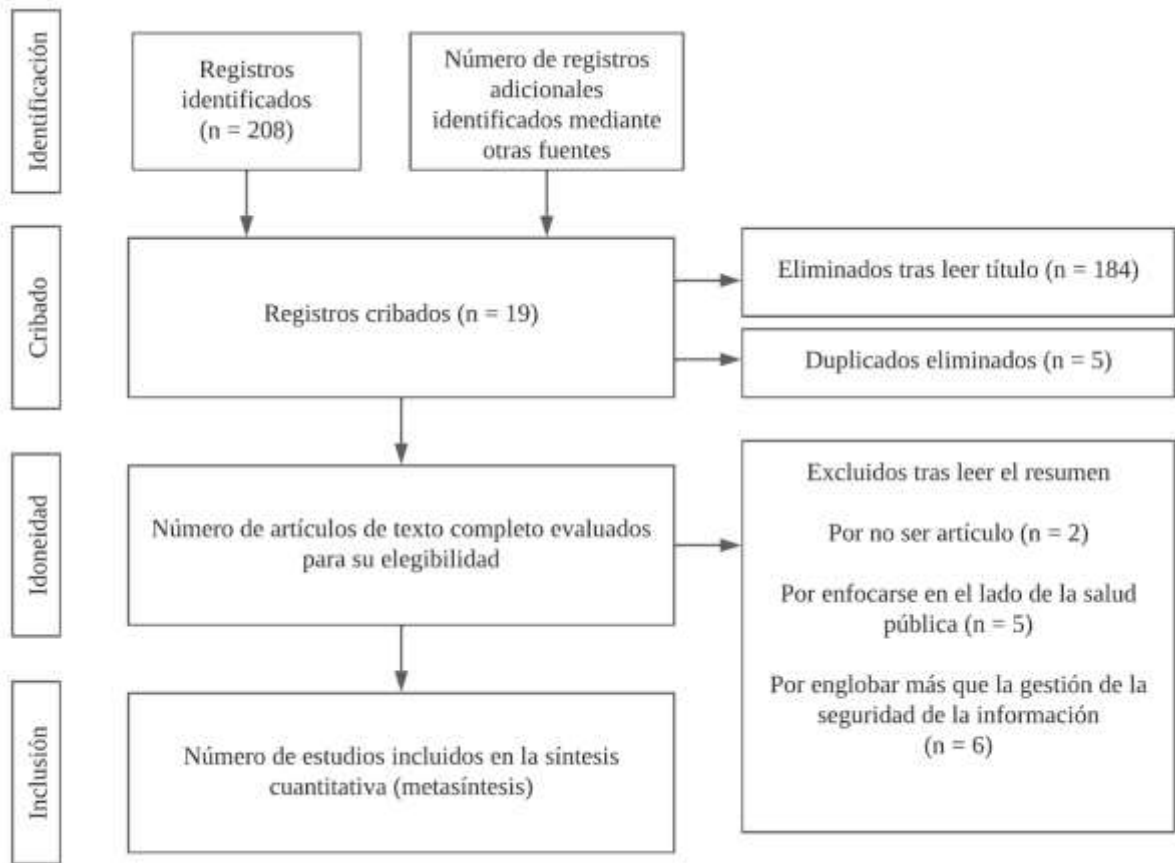 Identificación
Registros
identificados
(n = 208)
Número de registros
adicionales
identificados mediante
otras fuentes
Cribado
Registros cribados (n = 19)
Eliminados tras leer título (n = 184)
Duplicados eliminados (n = 5)
Idoneidad
Número de artículos de texto completo evaluados
para su elegibilidad
Excluidos tras leer el resumen
Por no ser artículo (n = 2)
Por enfocarse en el lado de la salud
pública (n = 5)
Por englobar más que la gestión de la
seguridad de la información
(n = 6)
Inclusión
Número de estudios incluidos en la síntesis
cuantitativa (metasíntesis)